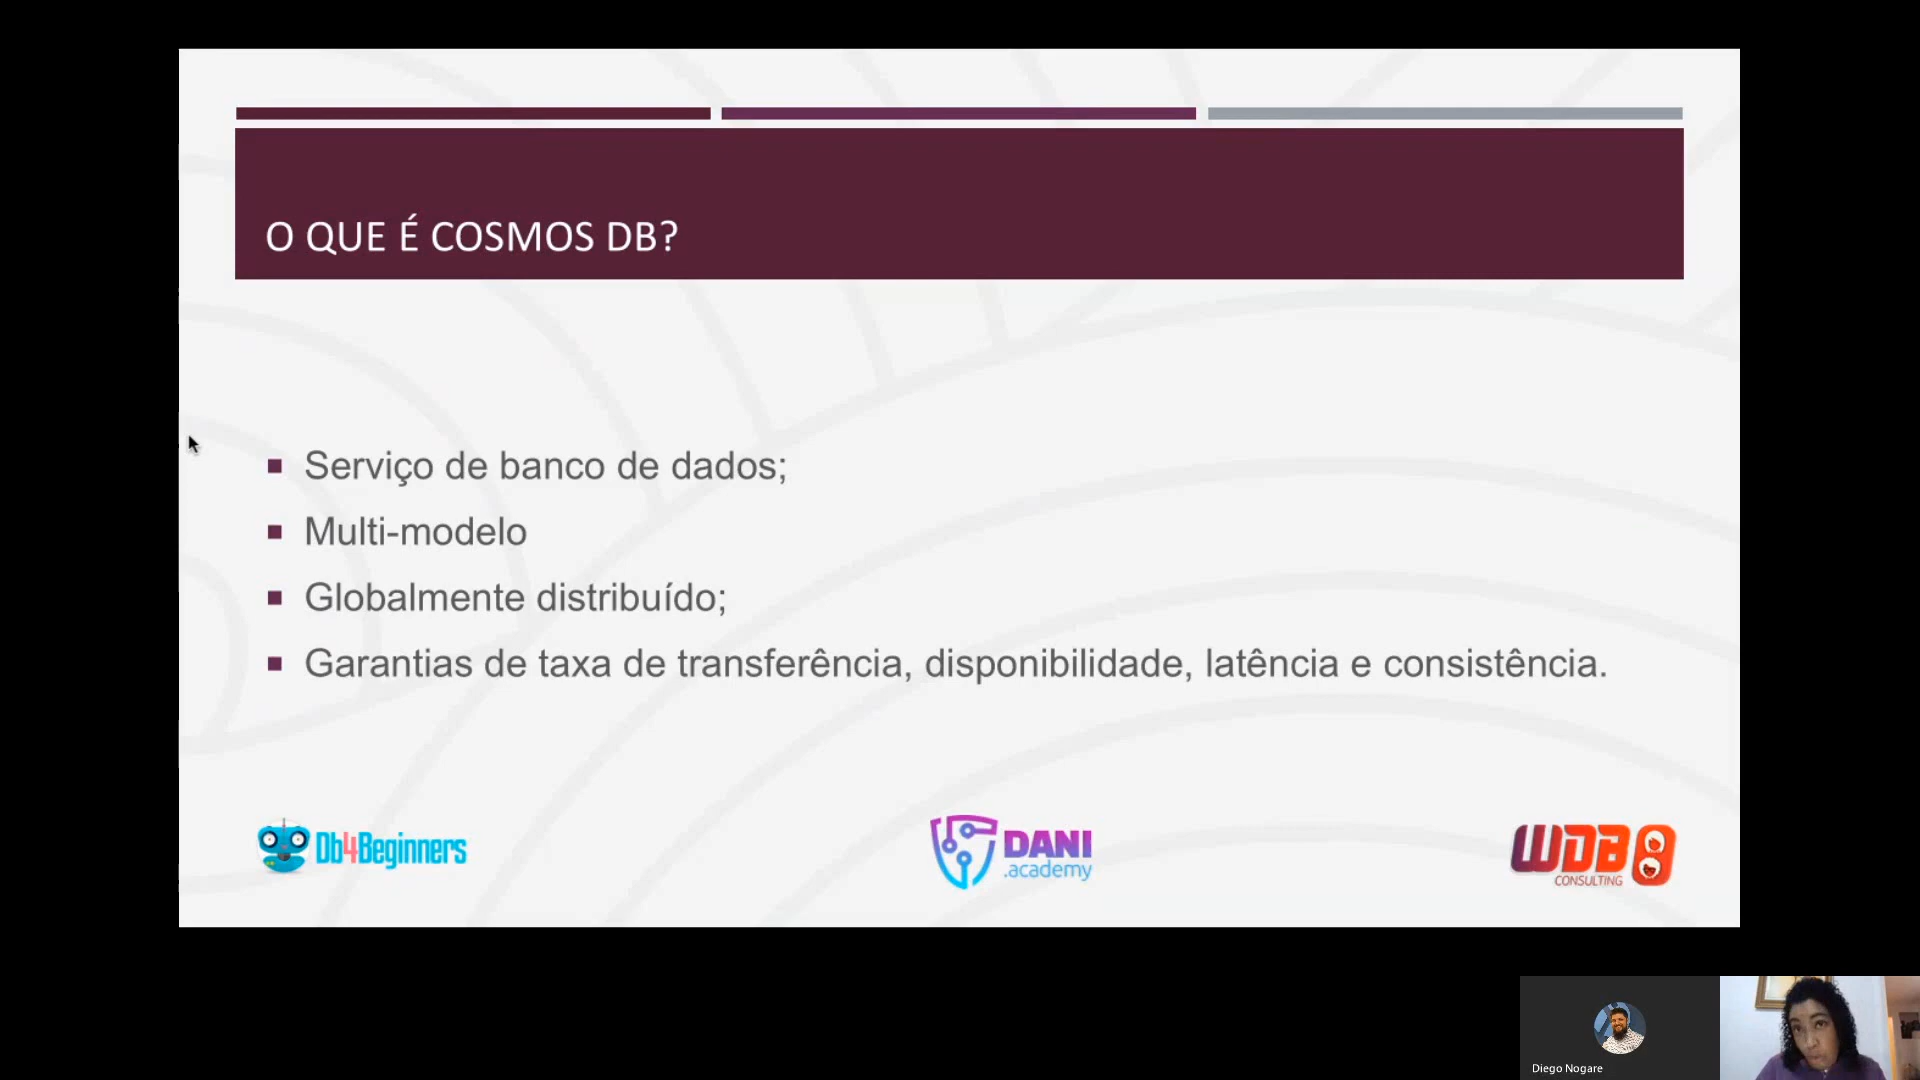 O QUE É COSMOS DB?
Serviço de banco de dados;
Multi-modelo
Globalmente distribuído;
Garantias de taxa de transferência, disponibilidade, latência e consistência.
Db4Beginners
DANI
.academy
WDB
CONSULTING
Diego Nogare